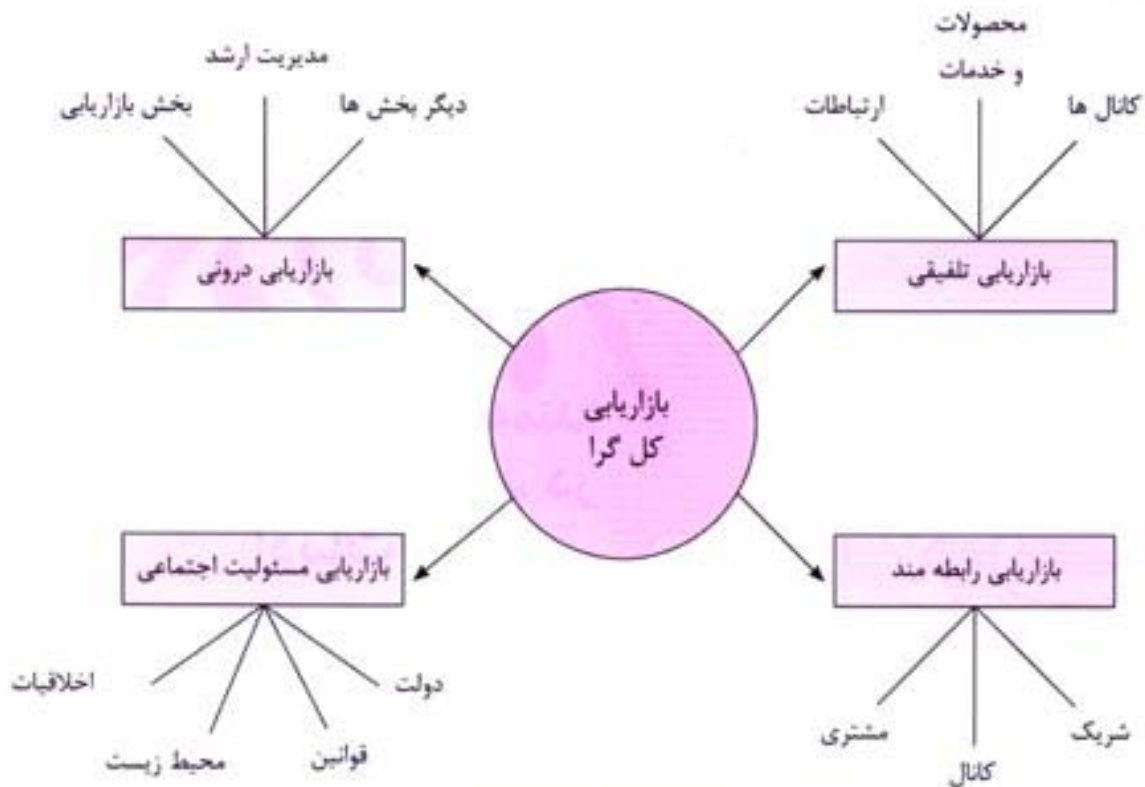 محصولات
و خدمات
کانال ها
ارتباطات
بازاریابی تلفیقی
مدیریت ارشد
دیگر بخش ها
بخش بازاریابی
بازاریابی درونی
بازاریابی
کل گرا
بازاریابی رابطه مند
شریک
کانال
مشتری
بازاریابی مسئولیت اجتماعی
دولت
قوانین
محیط زیست
اخلاقیات